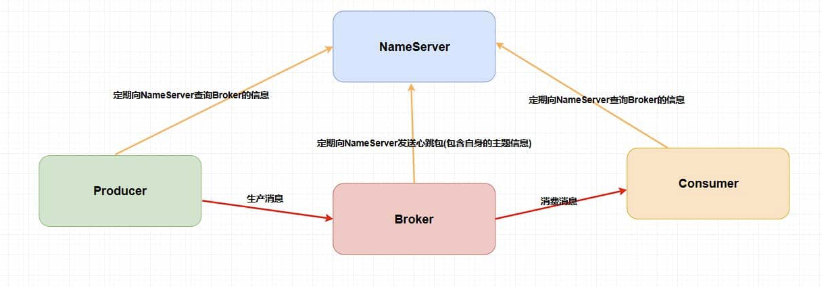 NameServer
定期向NameServer查询Broker的信息
定期向NameServer查询Broker的信息
定期向NameServer发送心跳包(包含自身的主题信息)
Producer
Consumer
生产消息
消费消息
Broker